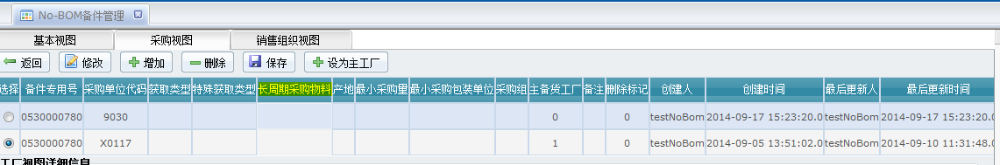 No-BOM备件管理
基本视图 采购视图 销售组织视图
返回 修改 增加 删除 保存 设为主工厂
选择 备件专用号 采购单位代码 获取类型 特殊获取类型 长周期采购物料 产地 最小采购量 最小采购包装单位 采购组 主备货工厂 备注 删除标记 创建人 创建时间 最后更新人 最后更新时间
0530000780 9030 0 0 testNoBom 2014-09-17 15:23:20.0 testNoBom 2014-09-17 15:23:20.0
0530000780 X0117 1 0 testNoBom 2014-09-05 13:51:02.0 testNoBom 2014-09-10 11:31:48.0
工厂视图详细信息